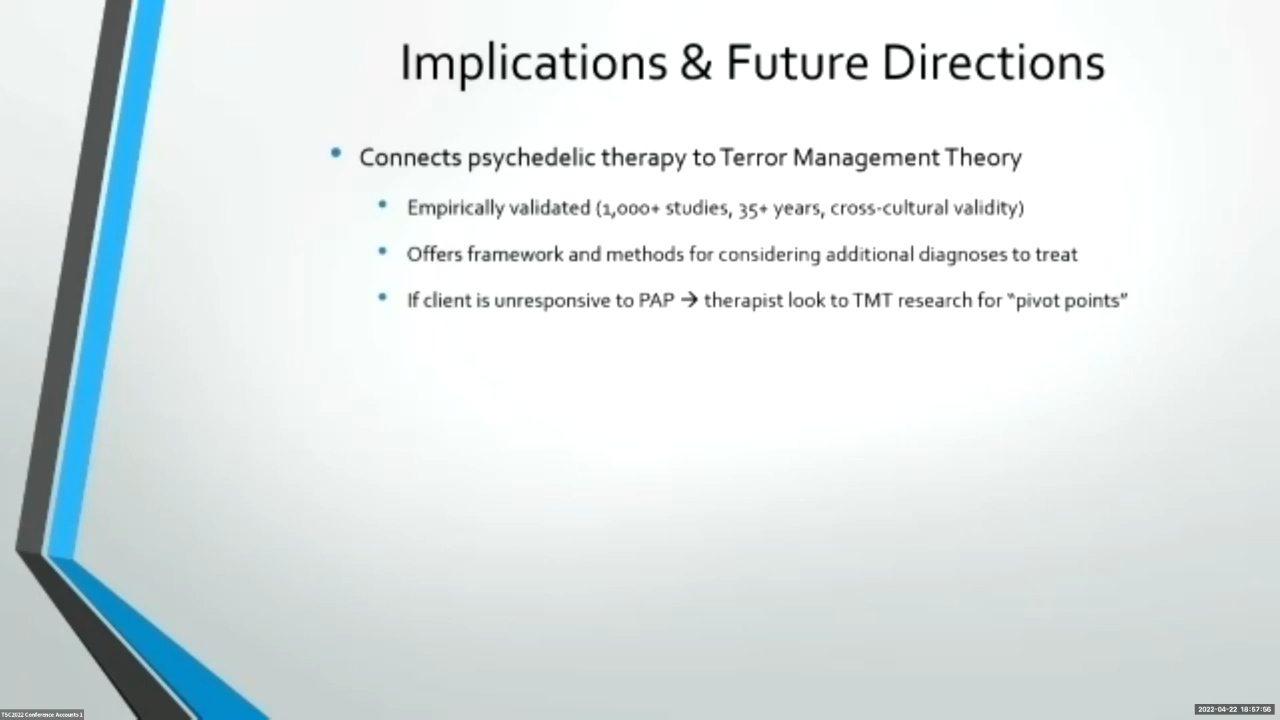 Implications & Future Directions
• Connects psychedelic therapy to Terror Management Theory
• Empirically validated (1,000+ studies, 35+ years, cross-cultural validity)
• Offers framework and methods for considering additional diagnoses to treat
• If client is unresponsive to PAP → therapist look to TMT research for “pivot points”
TSC2022 Conference Accounts 1
2022-04-22 18:57:56